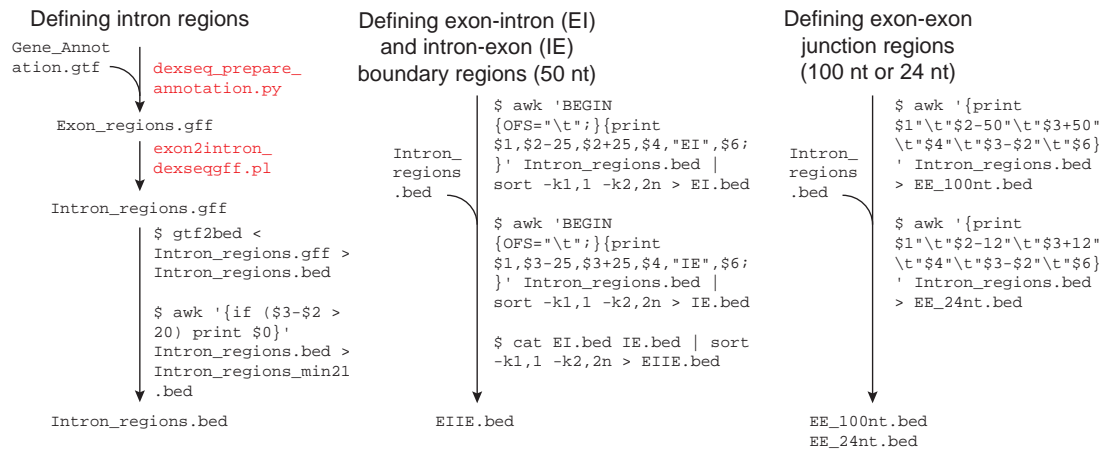 Defining intron regions
Gene_Annot
ation.gtf
dexseq_prepare_
annotation.py
Exon_regions.gff
exon2intron_
dexseqgff.pl
Intron_regions.gff
$ gtf2bed <
Intron_regions.gff >
Intron_regions.bed
$ awk '{if ($3-$2 >
20) print $0}'
Intron_regions.bed >
Intron_regions_min21
.bed
Intron_regions.bed
Defining exon-intron (EI)
and intron-exon (IE)
boundary regions (50 nt)
Intron_
regions
.bed
$ awk 'BEGIN
{OFS="\t";}{print
$1,$2-25,$2+25,$4,"EI",$6;
}' Intron_regions.bed |
sort -k1,1 -k2,2n > EI.bed
$ awk 'BEGIN
{OFS="\t";}{print
$1,$3-25,$3+25,$4,"IE",$6;
}' Intron_regions.bed |
sort -k1,1 -k2,2n > IE.bed
$ cat EI.bed IE.bed | sort
-k1,1 -k2,2n > EIIE.bed
EIIE.bed
Defining exon-exon
junction regions
(100 nt or 24 nt)
Intron_
regions
.bed
$ awk '{print
$1"\t"$2-50"\t"$3+50"
\t"$4"\t"$3-$2"\t"$6}
' Intron_regions.bed
> EE_100nt.bed
$ awk '{print
$1"\t"$2-12"\t"$3+12"
\t"$4"\t"$3-$2"\t"$6}
' Intron_regions.bed
> EE_24nt.bed
EE_100nt.bed
EE_24nt.bed